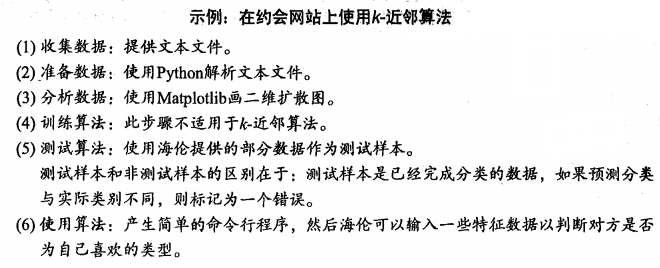 示例：在约会网站上使用k-近邻算法
(1) 收集数据：提供文本文件。
(2) 准备数据：使用Python解析文本文件。
(3) 分析数据：使用Matplotlib画二维扩散图。
(4) 训练算法：此步骤不适用于k-近邻算法。
(5) 测试算法：使用海伦提供的部分数据作为测试样本。
测试样本和非测试样本的区别在于：测试样本是已经完成分类的数据，如果预测分类
与实际类别不同，则标记为一个错误。
(6) 使用算法：产生简单的命令行程序，然后海伦可以输入一些特征数据以判断对方是否
为自己喜欢的类型。